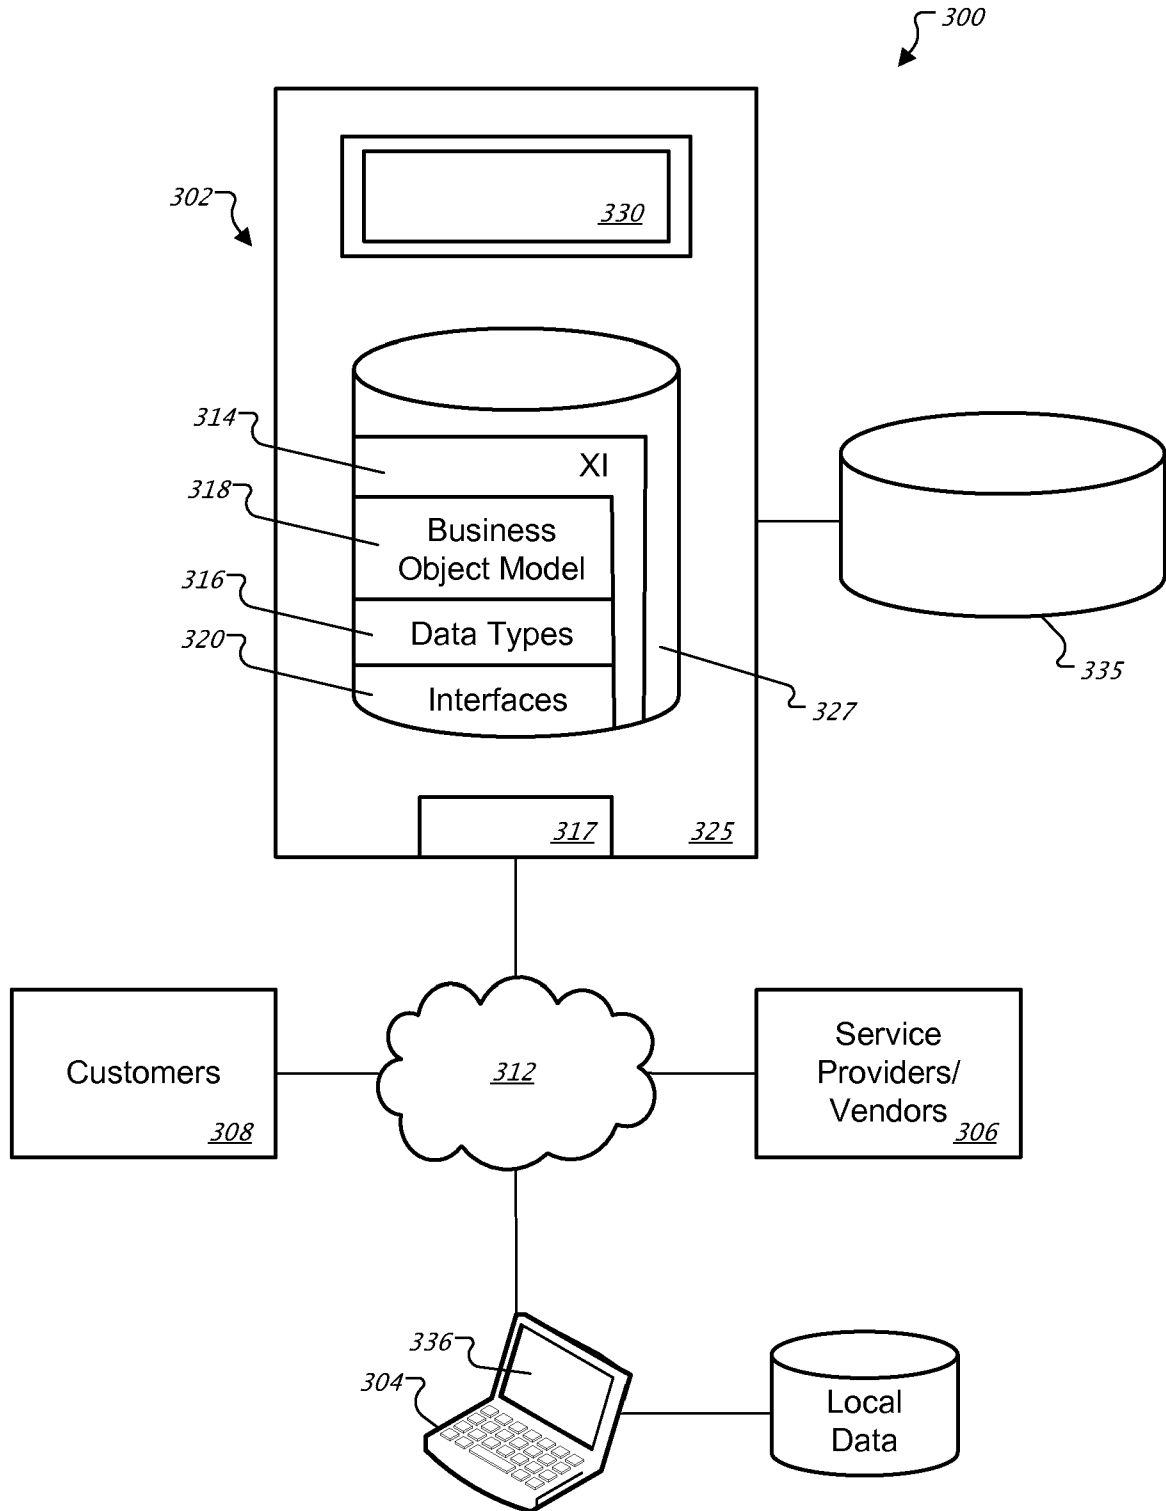 300
302
330
314
XI
318
Business
Object Model
316
Data Types
320
Interfaces
335
327
317
325
Customers
308
312
Service
Providers/
Vendors
306
336
304
Local
Data